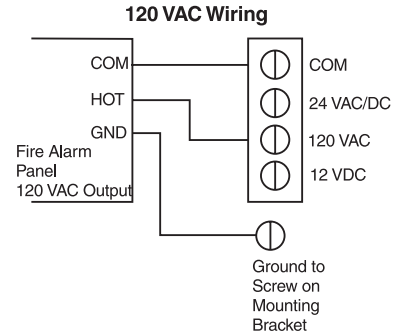 120 VAC Wiring
COM
HOT
GND
Fire Alarm
Panel
120 VAC Output
COM
24 VAC/DC
120 VAC
12 VDC
Ground to
Screw on
Mounting
Bracket